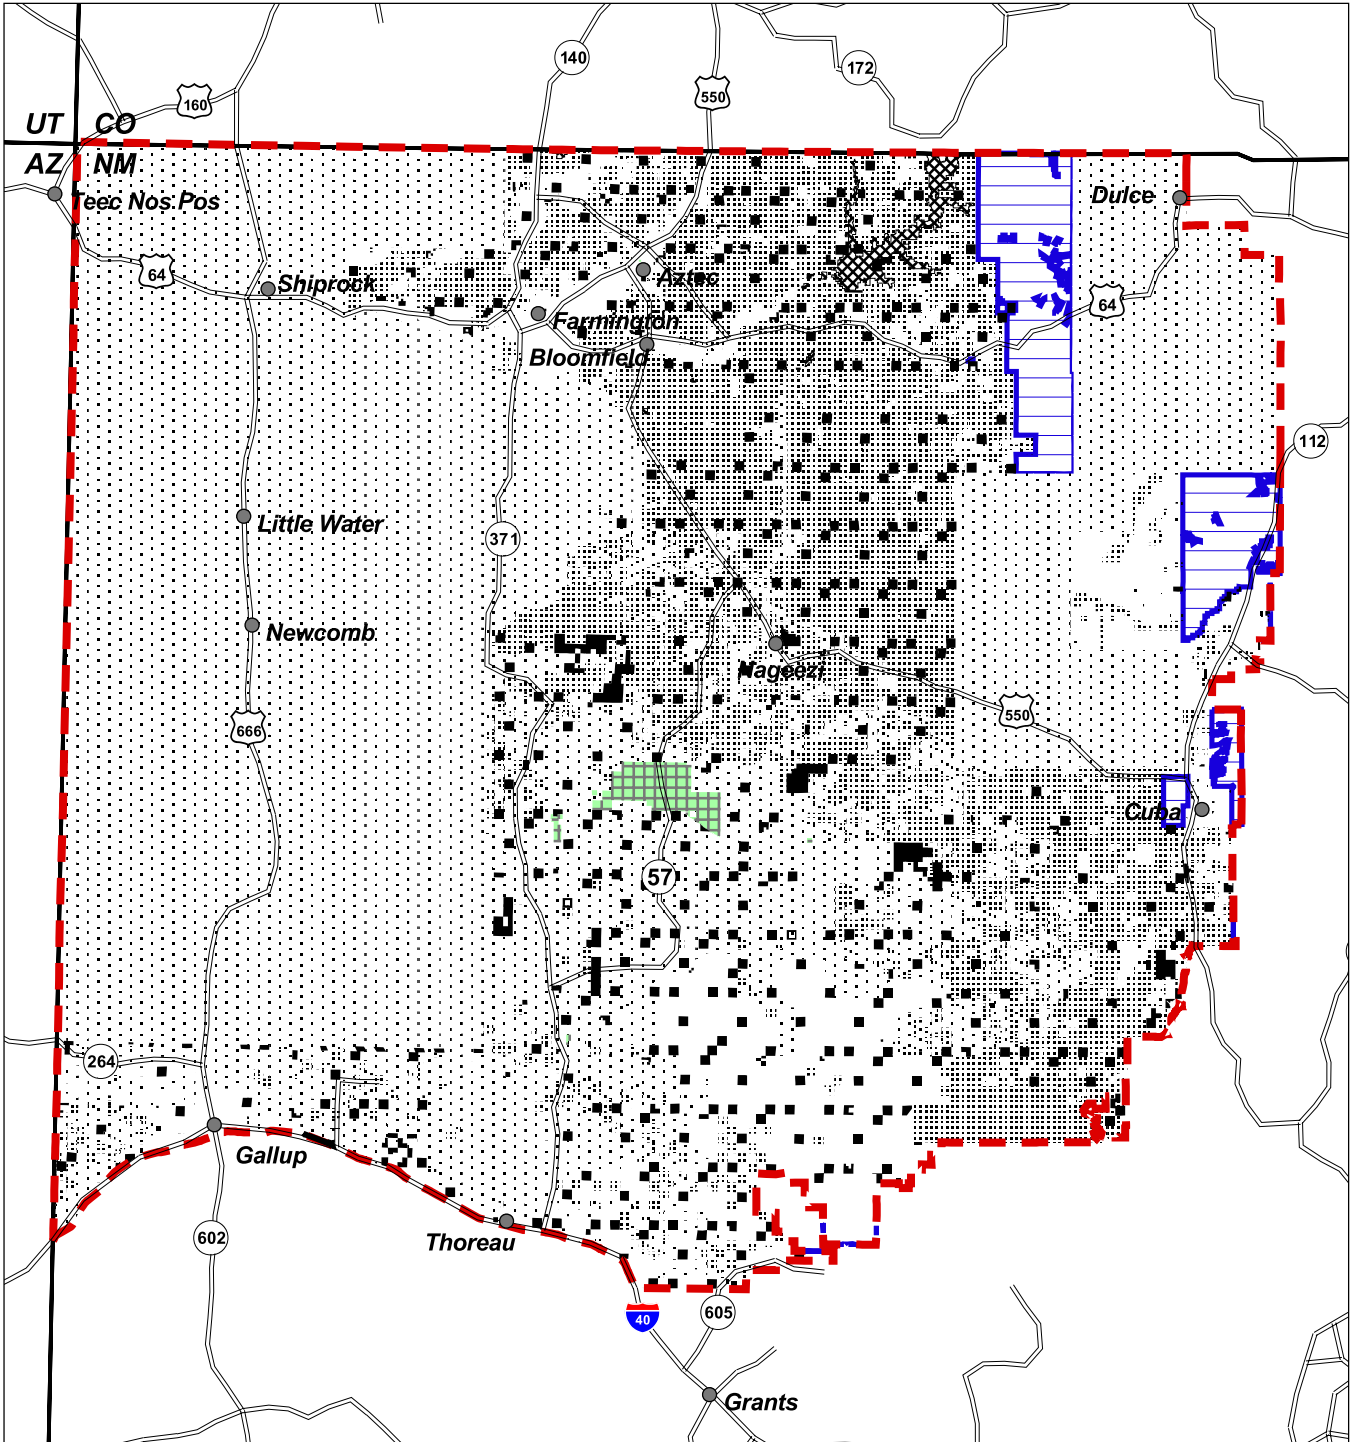 140
172
160
550
UT CO
AZ NM
Teec Nos Pos
Dulce
64
Shiprock
Aztec
64
Farmington
Bloomfield
112
Little Water
371
Newcomb
Nageezi
550
666
Cuba
57
264
Gallup
602
Thoreau
605
40
Grants